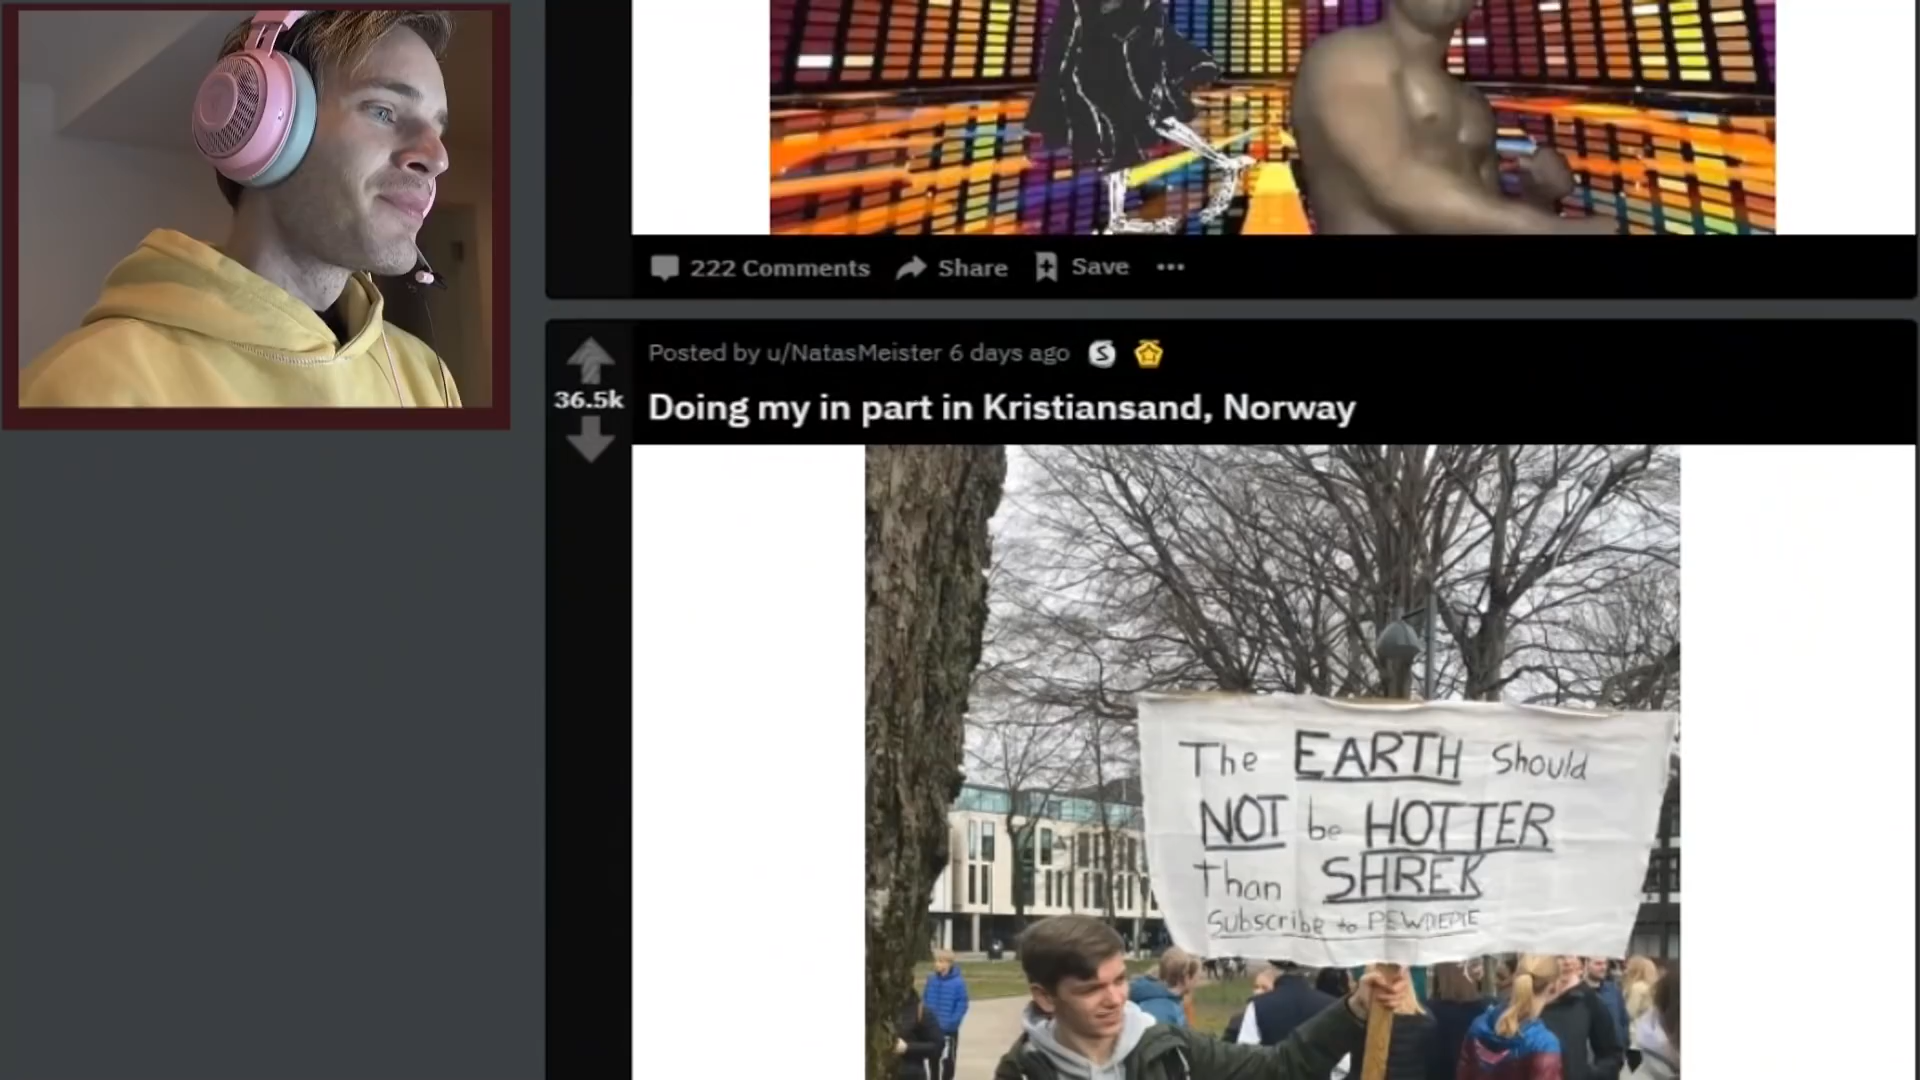 222 Comments Share Save
Posted by u/NatasMeister 6 days ago
36.5k
Doing my in part in Kristiansand, Norway
The EARTH Should
NOT be HOTTER
Than SHREK
Subscribe to PEWDIEPIE